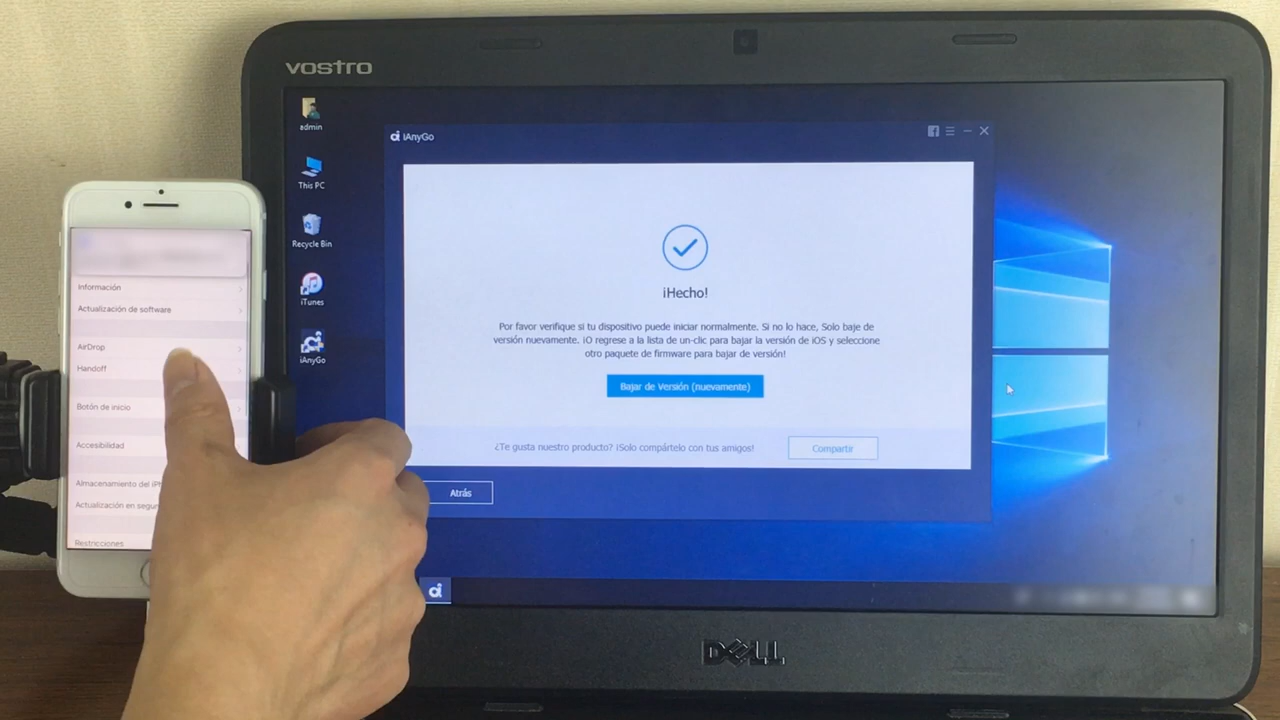 vostro
admin
This PC
Recycle Bin
iTunes
iAnyGo
iAnyGo
¡Hecho!
Por favor verifique si tu dispositivo puede iniciar normalmente. Si no lo hace, Solo baje de
versión nuevamente. ¡O regrese a la lista de un-clic para bajar la versión de iOS y seleccione
otro paquete de firmware para bajar de versión!
Bajar de Versión (nuevamente)
¿Te gusta nuestro producto? ¡Solo compártelo con tus amigos!
Compartir
Atrás
DELL
Información
Actualización de software
AirDrop
Handoff
Botón de inicio
Accesibilidad
Almacenamiento del iPh
Actualización en segun
Restricciones